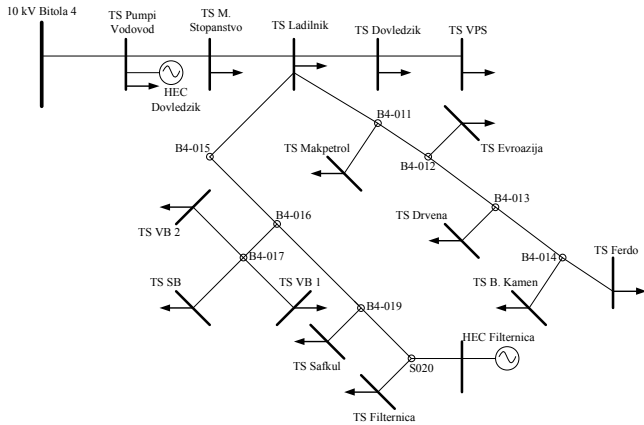 10 kV Bitola 4
TS Pumpi
Vodovod
TS M.
Stopanstvo
TS Ladilnik
TS Dovledzik
TS VPS
HEC
Dovledzik
B4-011
B4-015
TS Makpetrol
B4-012
TS Evroazija
B4-013
TS Drvena
B4-016
TS VB 2
B4-017
B4-014
TS Ferdo
TS SB
TS VB 1
TS B. Kamen
B4-019
TS Safkul
HEC Filternica
S020
TS Filternica